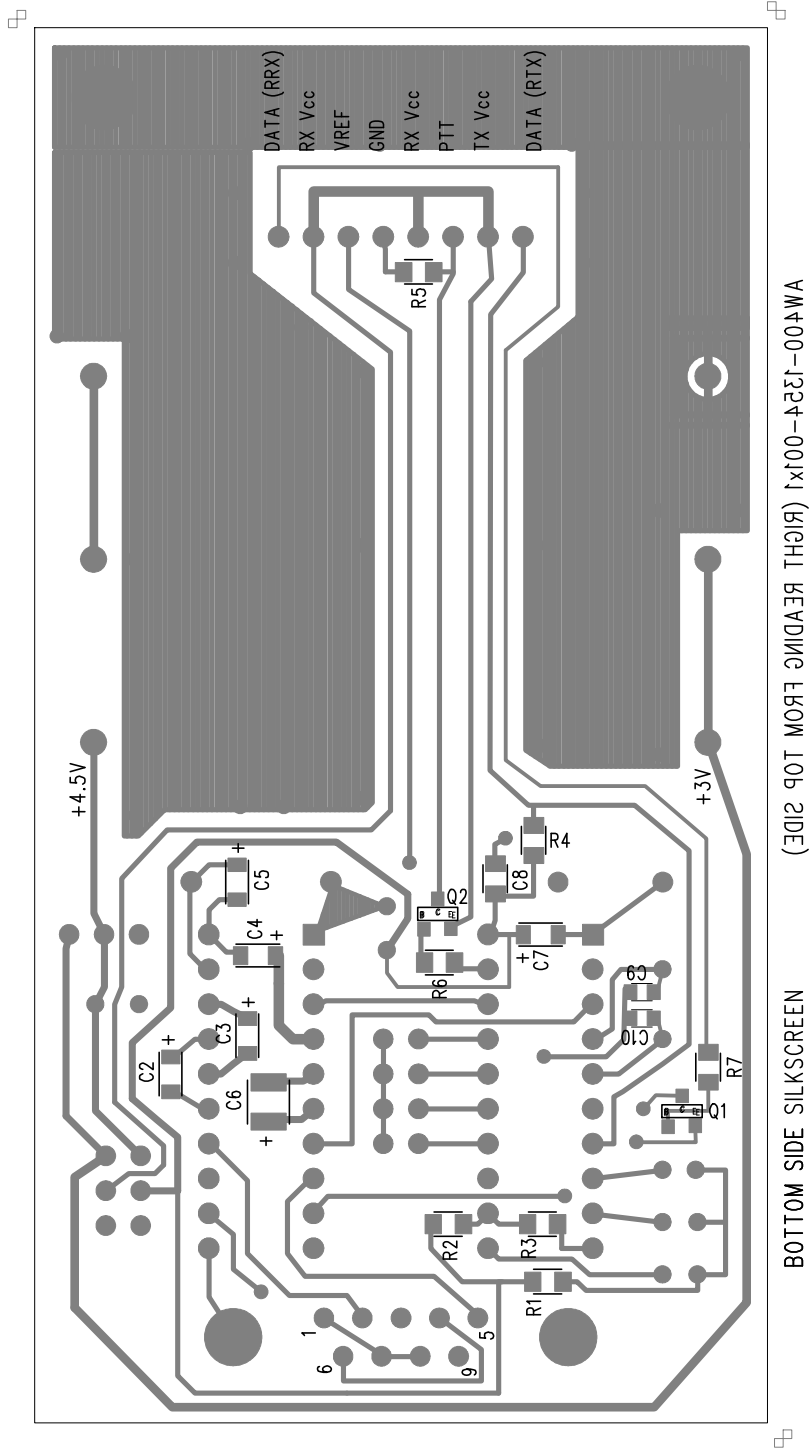 DATA (RRX)
RX Vcc
VREF
GND
RX Vcc
PTT
TX Vcc
DATA (RTX)
R5
AW400-1354-001x1 (RIGHT READING FROM TOP SIDE)
+4.5V
+3V
R4
+
C5
C8
Q2
B C E
C4
+
+
C7
R6
C9
C10
+
C3
+
C2
C6
+
R7
Q1
B C E
BOTTOM SIDE SILKSCREEN
R2
R3
R1
1
5
6
9